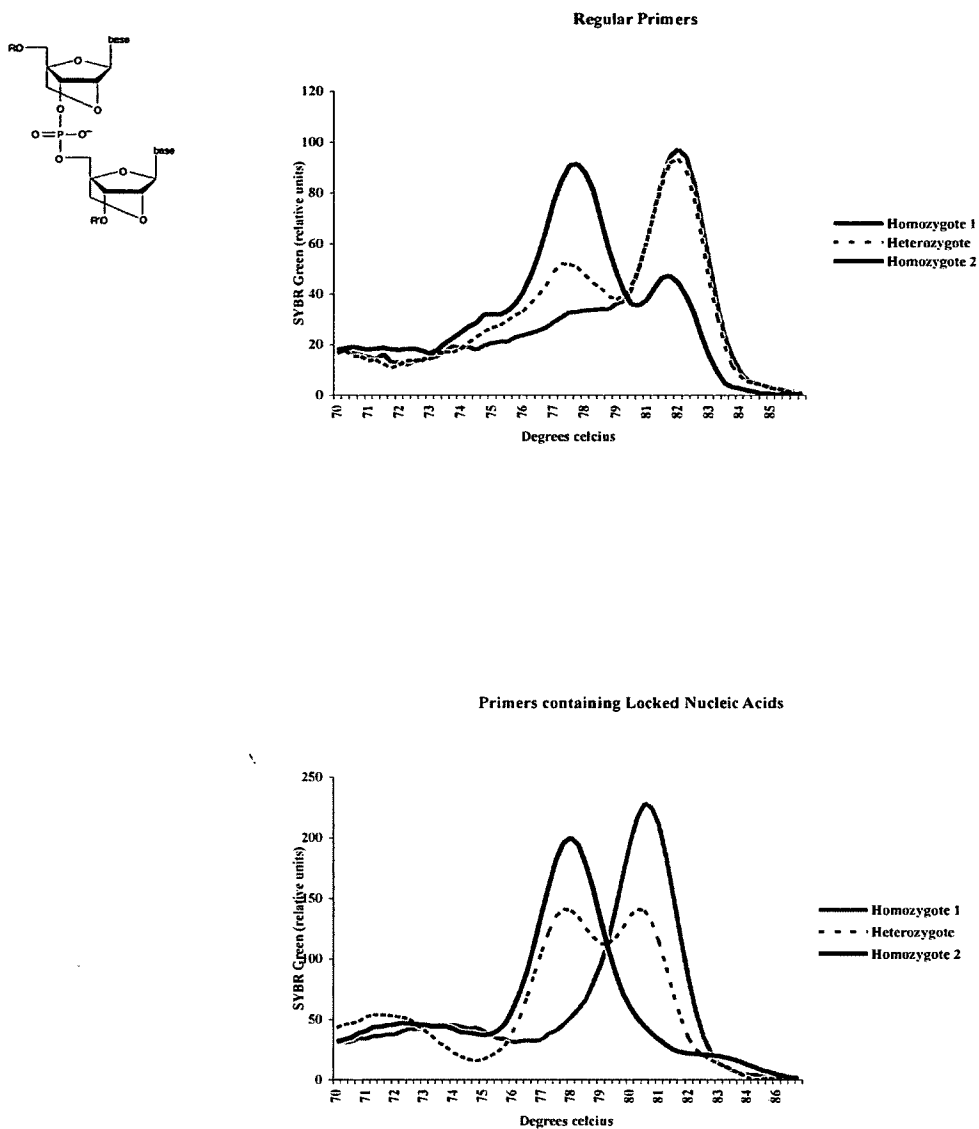 Regular Primers
RO
base
O
O
O
O=P-O−
O
base
O
R'O
O
120
100
80
60
40
20
0
SYBR Green (relative units)
70 71 72 73 74 75 76 77 78 79 81 82 83 84 85
Degrees celcius
Homozygote 1
Heterozygote
Homozygote 2
Primers containing Locked Nucleic Acids
250
200
150
100
50
0
SYBR Green (relative units)
70 71 72 73 74 75 76 77 78 79 80 81 82 83 84 86
Degrees celcius
Homozygote 1
Heterozygote
Homozygote 2